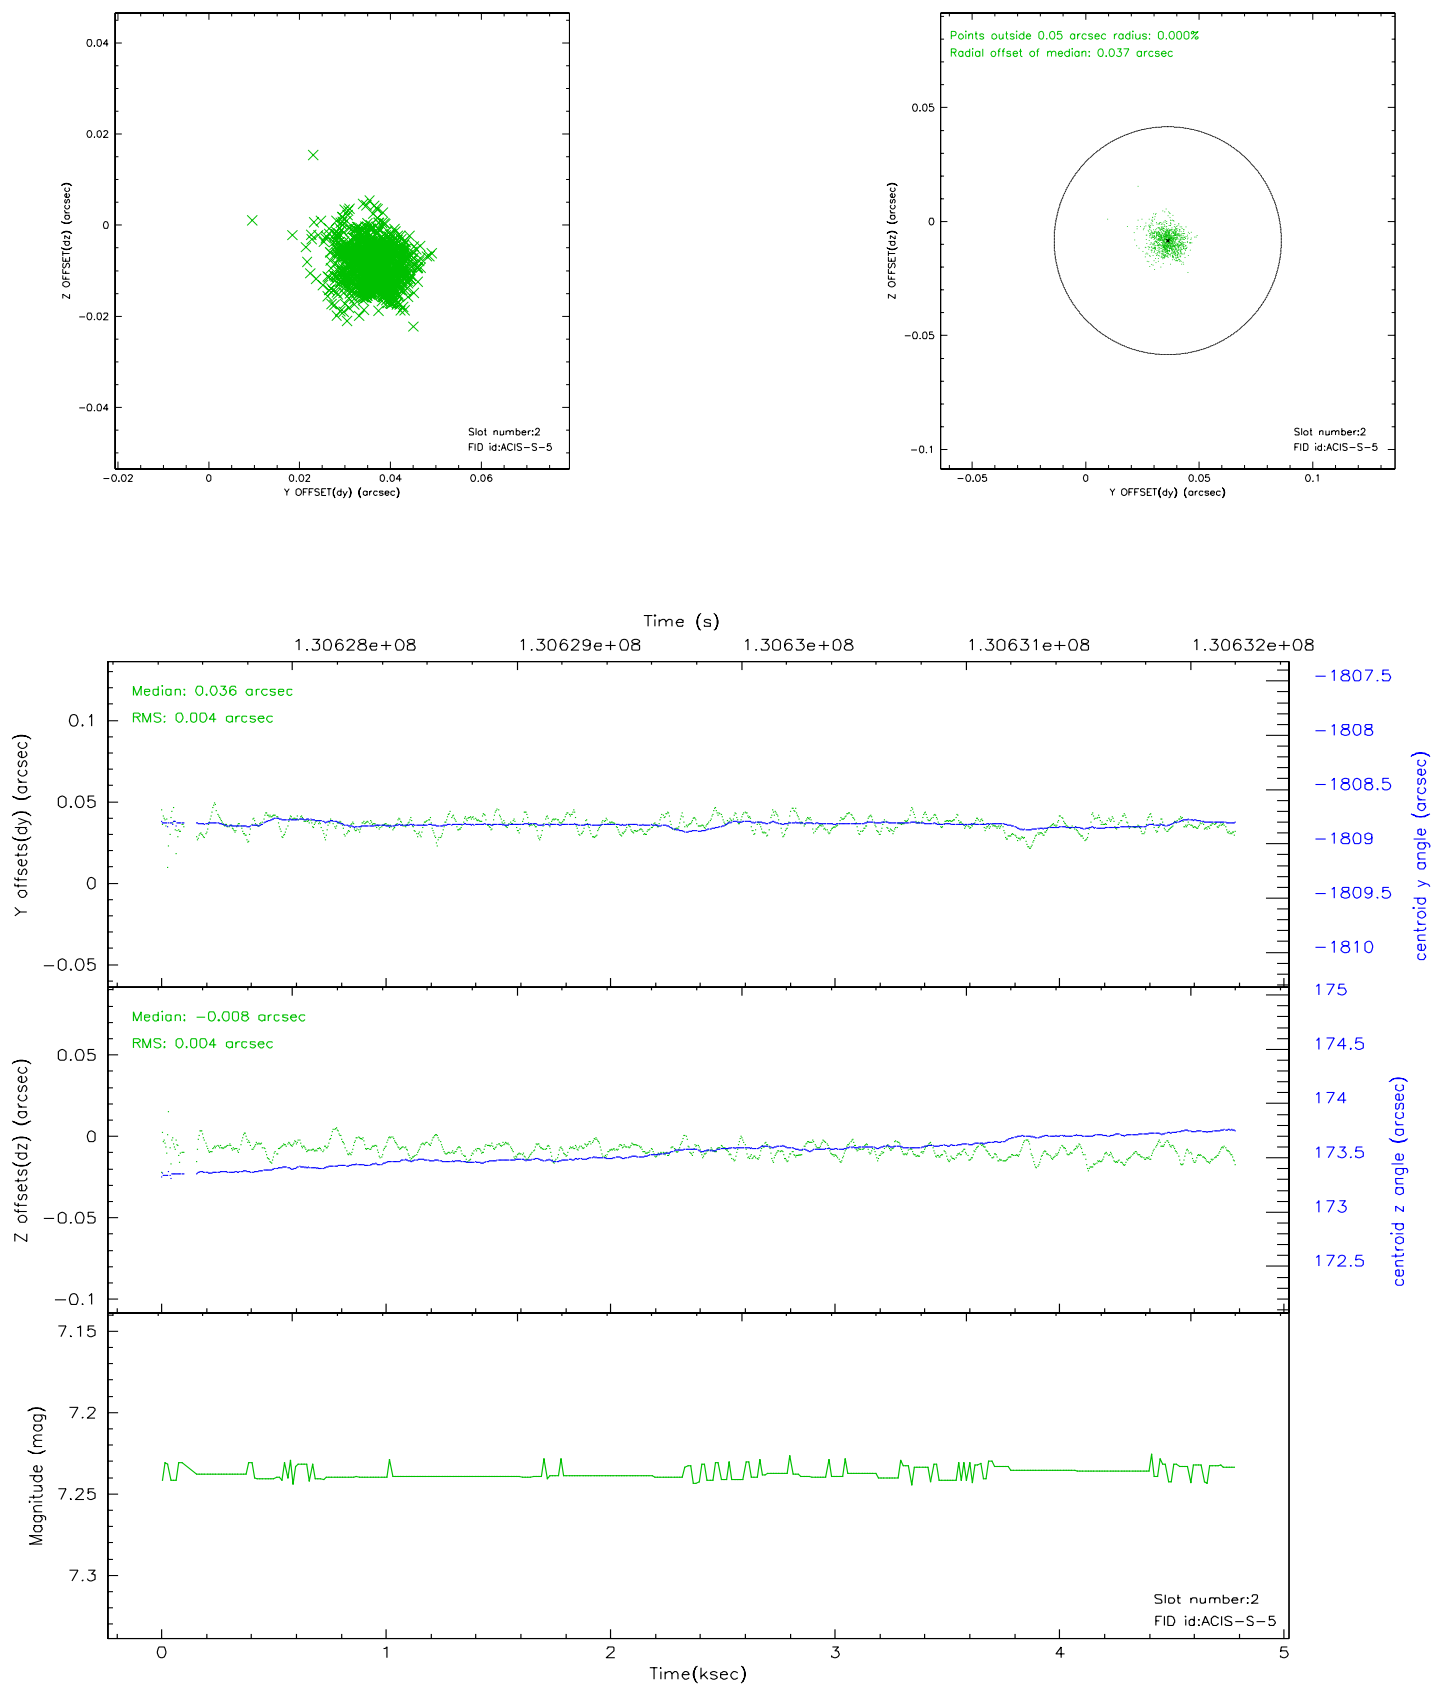 0.04
0.02
0
−0.02
−0.04
Z OFFSET(dz) (arcsec)
Slot number:2
FID id:ACIS−S−5
−0.02 0 0.02 0.04 0.06
Y OFFSET(dy) (arcsec)
Points outside 0.05 arcsec radius: 0.000%
Radial offset of median: 0.037 arcsec
0.05
0
−0.05
−0.1
Z OFFSET(dz) (arcsec)
Slot number:2
FID id:ACIS−S−5
−0.05 0 0.05 0.1
Y OFFSET(dy) (arcsec)
Time (s)
1.30628e+08 1.30629e+08 1.3063e+08 1.30631e+08 1.30632e+08
Median: 0.036 arcsec
RMS: 0.004 arcsec
0.1
0.05
0
−0.05
Y offsets(dy) (arcsec)
−1807.5
−1808
−1808.5
−1809
−1809.5
−1810
centroid y angle (arcsec)
Median: −0.008 arcsec
RMS: 0.004 arcsec
0.05
0
−0.05
−0.1
Z offsets(dz) (arcsec)
175
174.5
174
173.5
173
172.5
centroid z angle (arcsec)
7.15
7.2
7.25
7.3
Magnitude (mag)
Slot number:2
FID id:ACIS−S−5
0 1 2 3 4 5
Time(ksec)